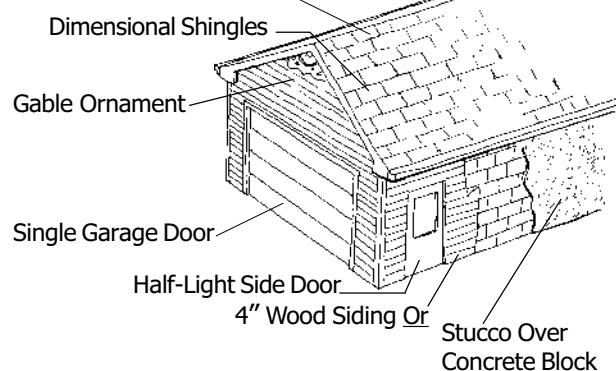 Dimensional Shingles
Gable Ornament
Single Garage Door
Half-Light Side Door
4” Wood Siding Or
Stucco Over
Concrete Block